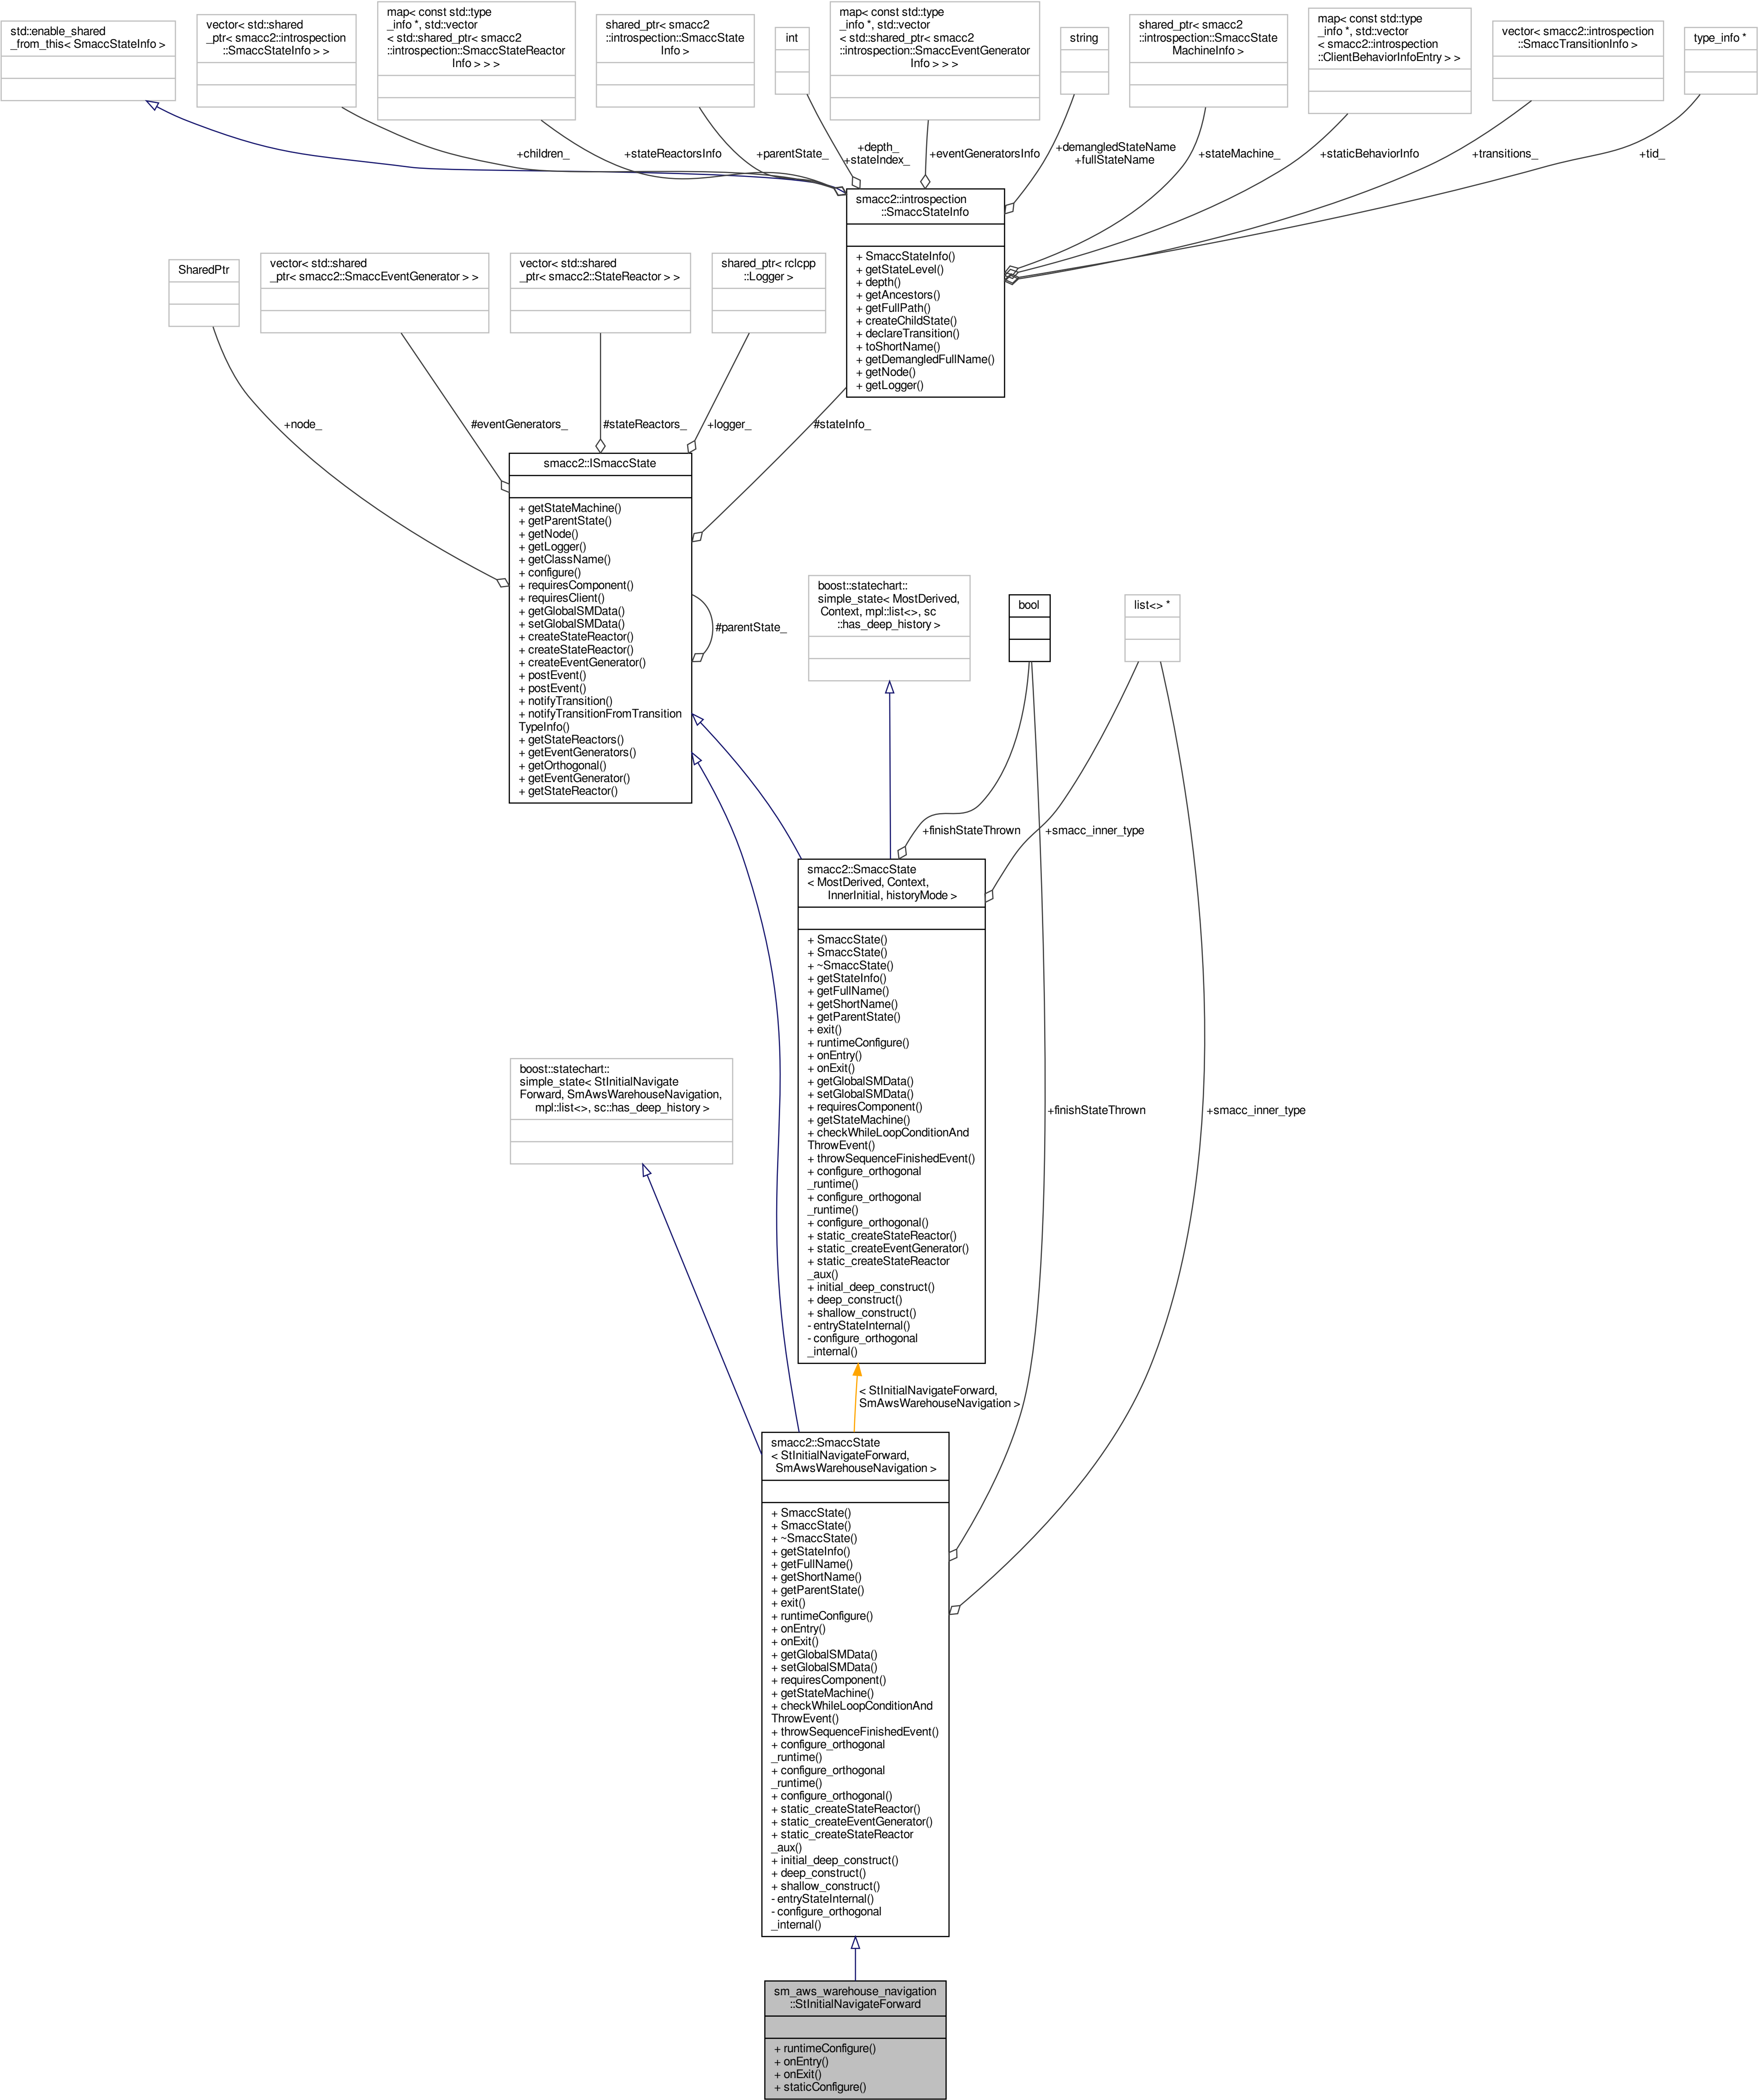 std::enable_shared
_from_this< SmaccStateInfo >
vector< std::shared
_ptr< smacc2::introspection
::SmaccStateInfo > >
map< const std::type
_info *, std::vector
< std::shared_ptr< smacc2
::introspection::SmaccStateReactor
Info > > >
shared_ptr< smacc2
::introspection::SmaccState
Info >
int
map< const std::type
_info *, std::vector
< std::shared_ptr< smacc2
::introspection::SmaccEventGenerator
Info > > >
string
shared_ptr< smacc2
::introspection::SmaccState
MachineInfo >
map< const std::type
_info *, std::vector
< smacc2::introspection
::ClientBehaviorInfoEntry > >
vector< smacc2::introspection
::SmaccTransitionInfo >
type_info *
+children_
+stateReactorsInfo
+parentState_
+depth_
+stateIndex_
+eventGeneratorsInfo
+demangledStateName
+fullStateName
+stateMachine_
+staticBehaviorInfo
+transitions_
+tid_
smacc2::introspection
::SmaccStateInfo
+ SmaccStateInfo()
+ getStateLevel()
+ depth()
+ getAncestors()
+ getFullPath()
+ createChildState()
+ declareTransition()
+ toShortName()
+ getDemangledFullName()
+ getNode()
+ getLogger()
SharedPtr
vector< std::shared
_ptr< smacc2::SmaccEventGenerator > >
vector< std::shared
_ptr< smacc2::StateReactor > >
shared_ptr< rclcpp
::Logger >
+node_
#eventGenerators_
#stateReactors_
+logger_
#stateInfo_
smacc2::ISmaccState
+ getStateMachine()
+ getParentState()
+ getNode()
+ getLogger()
+ getClassName()
+ configure()
+ requiresComponent()
+ requiresClient()
+ getGlobalSMData()
+ setGlobalSMData()
+ createStateReactor()
+ createStateReactor()
+ createEventGenerator()
+ postEvent()
+ postEvent()
+ notifyTransition()
+ notifyTransitionFromTransition
TypeInfo()
+ getStateReactors()
+ getEventGenerators()
+ getOrthogonal()
+ getEventGenerator()
+ getStateReactor()
#parentState_
boost::statechart::
simple_state< MostDerived,
Context, mpl::list<>, sc
::has_deep_history >
bool
list<> *
+finishStateThrown
+smacc_inner_type
smacc2::SmaccState
< MostDerived, Context,
InnerInitial, historyMode >
+ SmaccState()
+ SmaccState()
+ ~SmaccState()
+ getStateInfo()
+ getFullName()
+ getShortName()
+ getParentState()
+ exit()
+ runtimeConfigure()
+ onEntry()
+ onExit()
+ getGlobalSMData()
+ setGlobalSMData()
+ requiresComponent()
+ getStateMachine()
+ checkWhileLoopConditionAnd
ThrowEvent()
+ throwSequenceFinishedEvent()
+ configure_orthogonal
_runtime()
+ configure_orthogonal
_runtime()
+ configure_orthogonal()
+ static_createStateReactor()
+ static_createEventGenerator()
+ static_createStateReactor
_aux()
+ initial_deep_construct()
+ deep_construct()
+ shallow_construct()
- entryStateInternal()
- configure_orthogonal
_internal()
boost::statechart::
simple_state< StInitialNavigate
Forward, SmAwsWarehouseNavigation,
mpl::list<>, sc::has_deep_history >
+finishStateThrown
+smacc_inner_type
< StInitialNavigateForward,
SmAwsWarehouseNavigation >
smacc2::SmaccState
< StInitialNavigateForward,
SmAwsWarehouseNavigation >
+ SmaccState()
+ SmaccState()
+ ~SmaccState()
+ getStateInfo()
+ getFullName()
+ getShortName()
+ getParentState()
+ exit()
+ runtimeConfigure()
+ onEntry()
+ onExit()
+ getGlobalSMData()
+ setGlobalSMData()
+ requiresComponent()
+ getStateMachine()
+ checkWhileLoopConditionAnd
ThrowEvent()
+ throwSequenceFinishedEvent()
+ configure_orthogonal
_runtime()
+ configure_orthogonal
_runtime()
+ configure_orthogonal()
+ static_createStateReactor()
+ static_createEventGenerator()
+ static_createStateReactor
_aux()
+ initial_deep_construct()
+ deep_construct()
+ shallow_construct()
- entryStateInternal()
- configure_orthogonal
_internal()
sm_aws_warehouse_navigation
::StInitialNavigateForward
+ runtimeConfigure()
+ onEntry()
+ onExit()
+ staticConfigure()